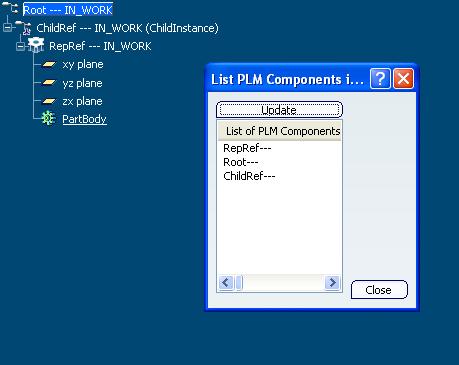 Root --- IN_WORK
ChildRef --- IN_WORK (ChildInstance)
RepRef --- IN_WORK
xy plane
yz plane
zx plane
PartBody
List PLM Components i...
Update
List of PLM Components
RepRef---
Root---
ChildRef---
Close